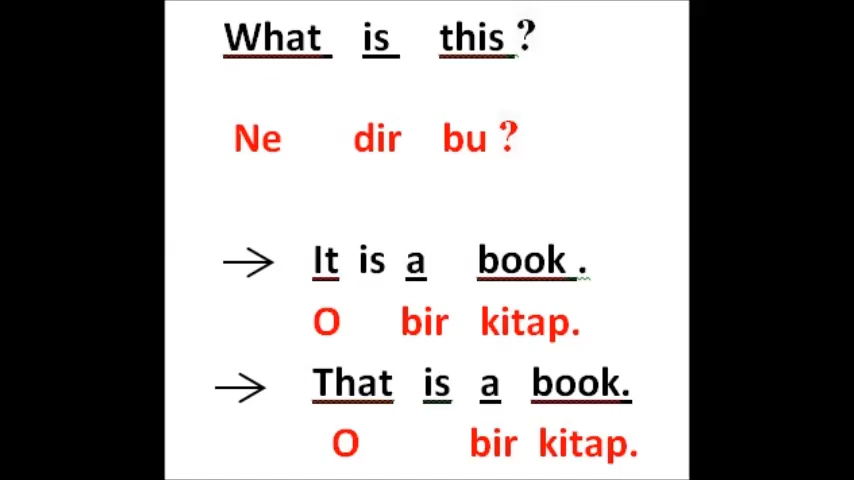 What is this ?
Ne dir bu ?
→ It is a book .
O bir kitap.
→ That is a book.
O bir kitap.